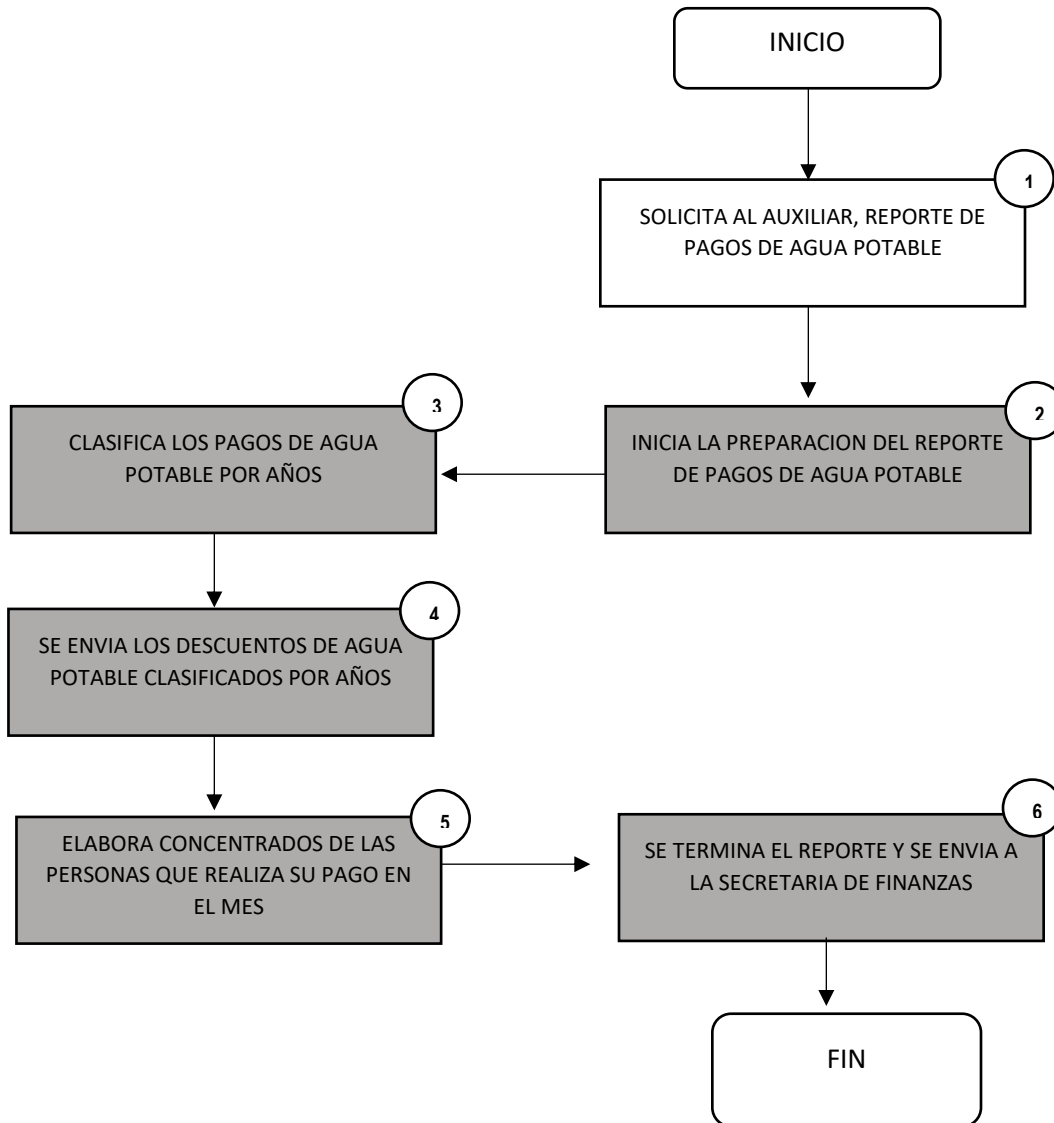 INICIO
1
SOLICITA AL AUXILIAR, REPORTE DE
PAGOS DE AGUA POTABLE
2
INICIA LA PREPARACION DEL REPORTE
DE PAGOS DE AGUA POTABLE
3
CLASIFICA LOS PAGOS DE AGUA
POTABLE POR AÑOS
4
SE ENVIA LOS DESCUENTOS DE AGUA
POTABLE CLASIFICADOS POR AÑOS
5
ELABORA CONCENTRADOS DE LAS
PERSONAS QUE REALIZA SU PAGO EN
EL MES
6
SE TERMINA EL REPORTE Y SE ENVIA A
LA SECRETARIA DE FINANZAS
FIN